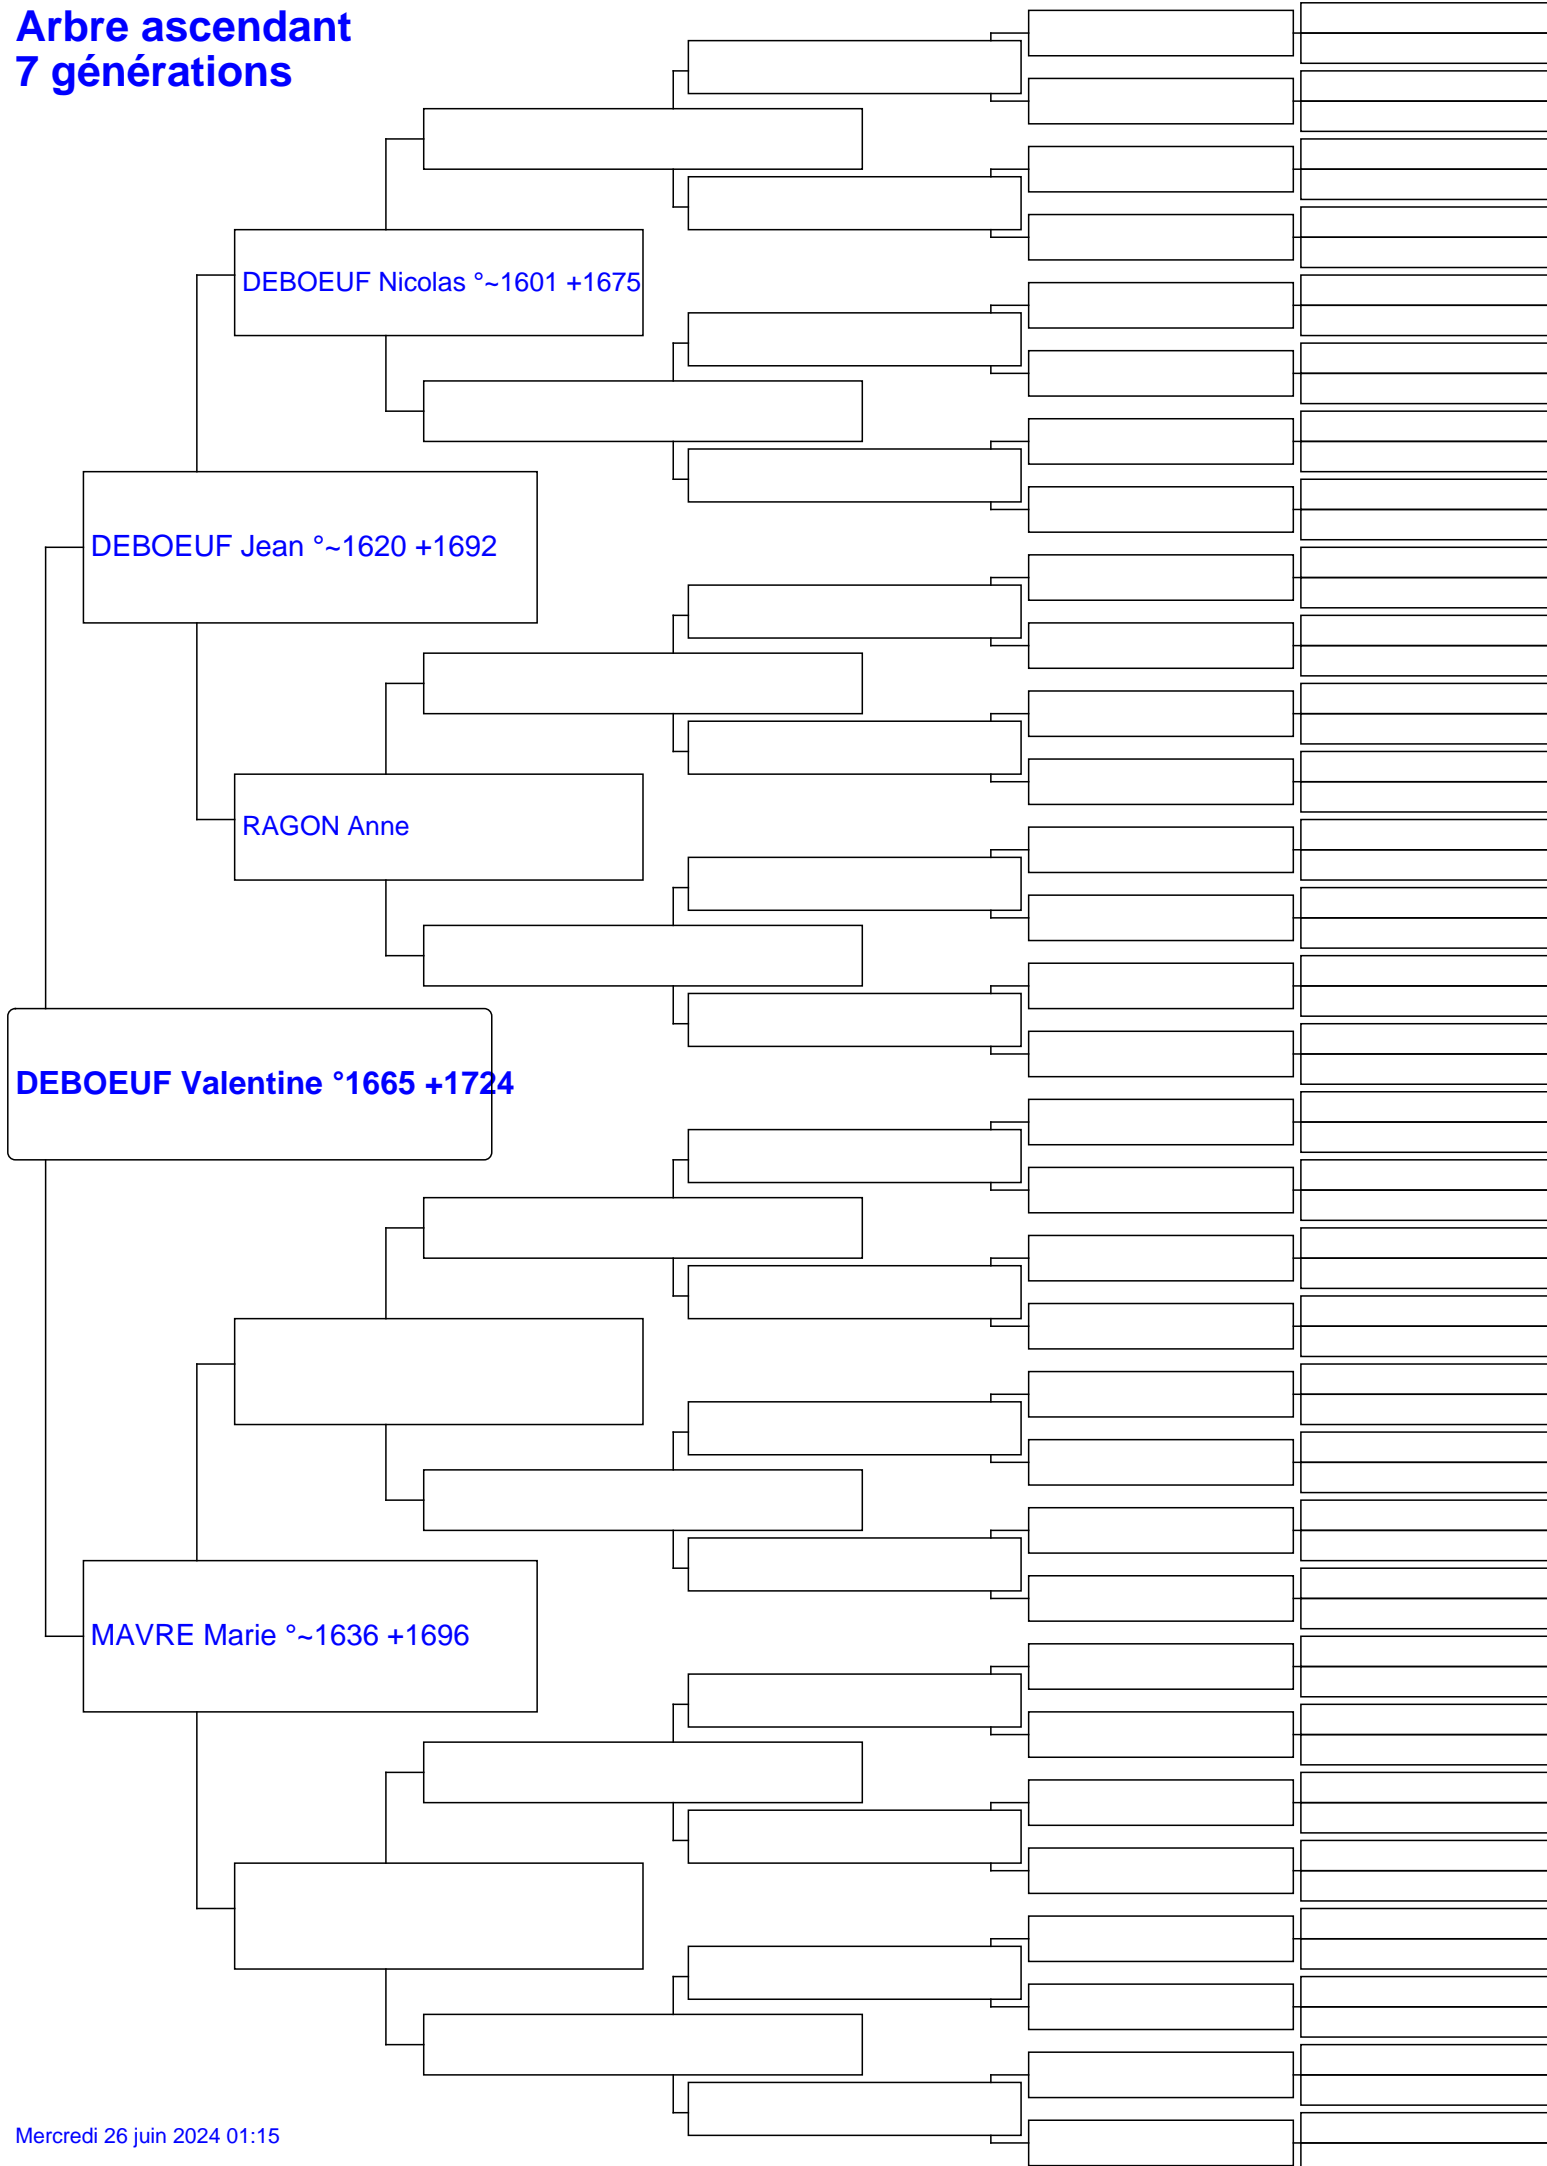 Arbre ascendant
7 générations
DEBOEUF Nicolas °~1601 +1675
DEBOEUF Jean °~1620 +1692
RAGON Anne
DEBOEUF Valentine °1665 +1724
MAVRE Marie °~1636 +1696
Mercredi 26 juin 2024 01:15